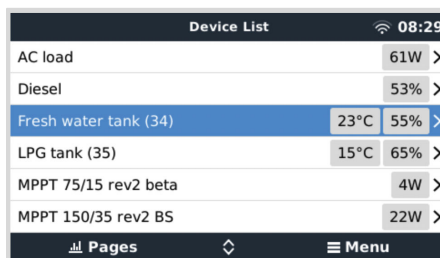 Device List 08:29
AC load 61W
Diesel 53%
Fresh water tank (34) 23°C 55%
LPG tank (35) 15°C 65%
MPPT 75/15 rev2 beta 4W
MPPT 150/35 rev2 BS 22W
Pages Menu